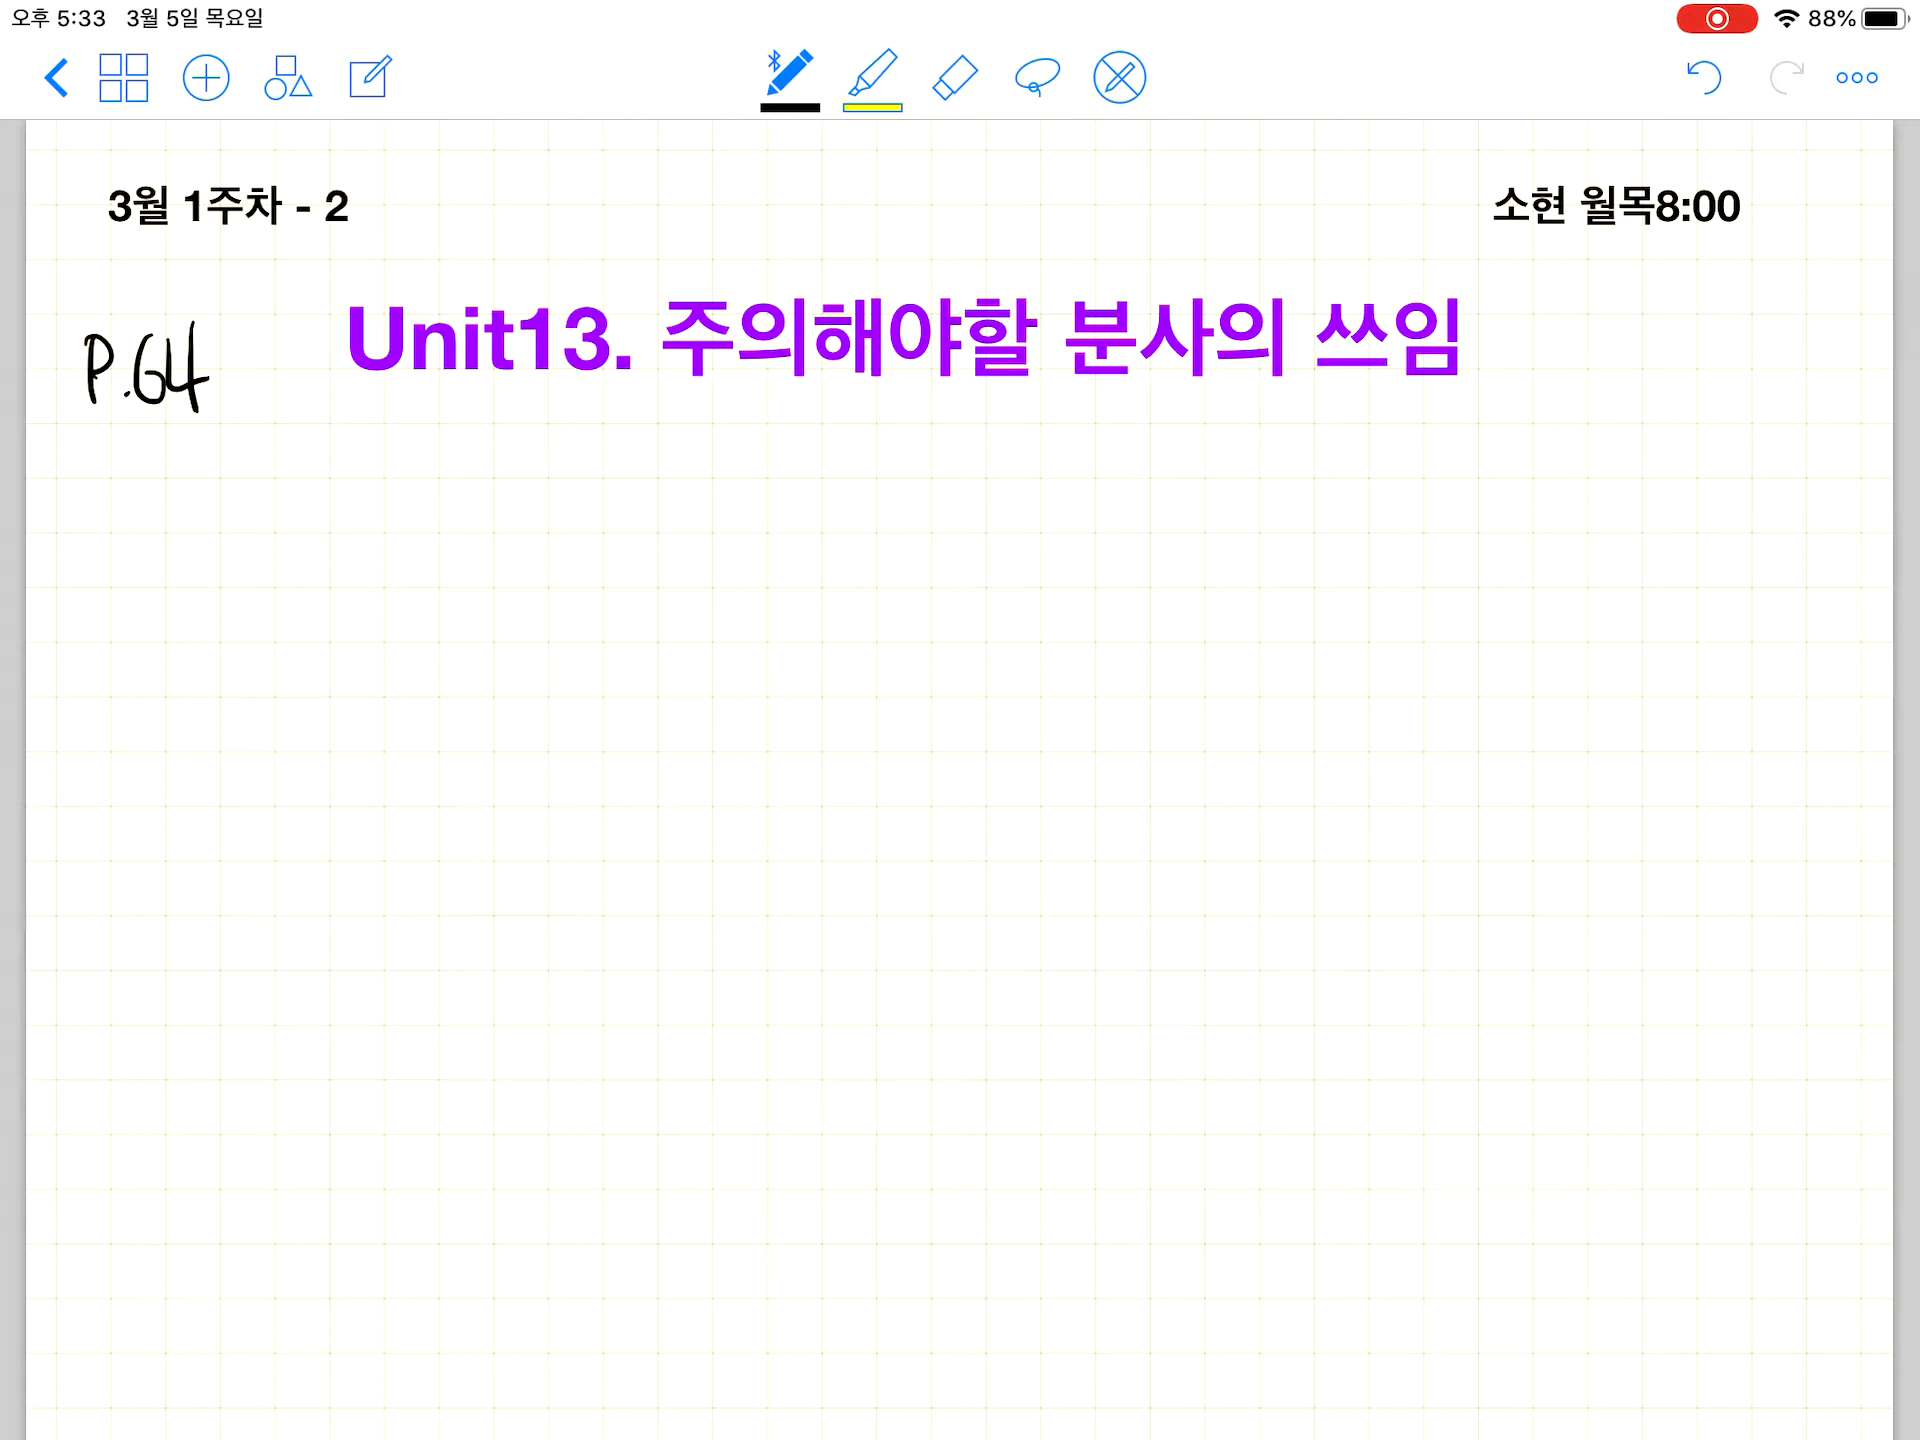 오후 5:33 3월 5일 목요일 88%
3월 1주차 - 2 소현 월목8:00
Unit13. 주의해야할 분사의 쓰임
P.64